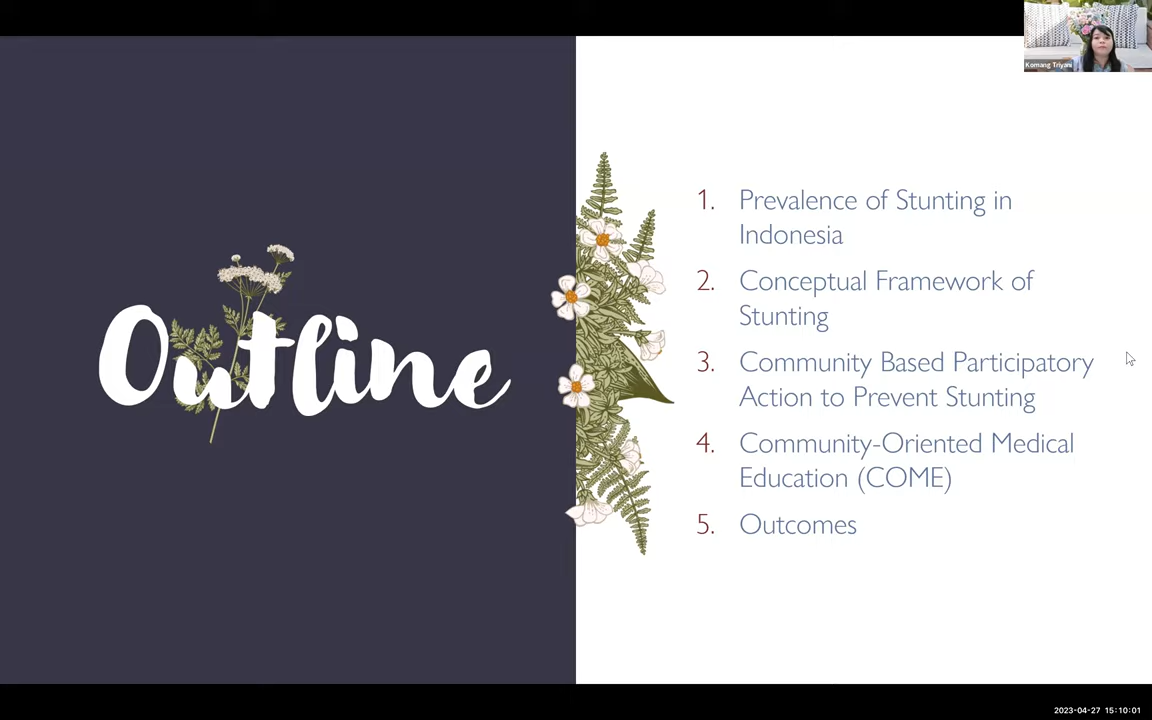 Komang Triyani
Outline
1. Prevalence of Stunting in
Indonesia
2. Conceptual Framework of
Stunting
3. Community Based Participatory
Action to Prevent Stunting
4. Community-Oriented Medical
Education (COME)
5. Outcomes
2023-04-27 15:10:01